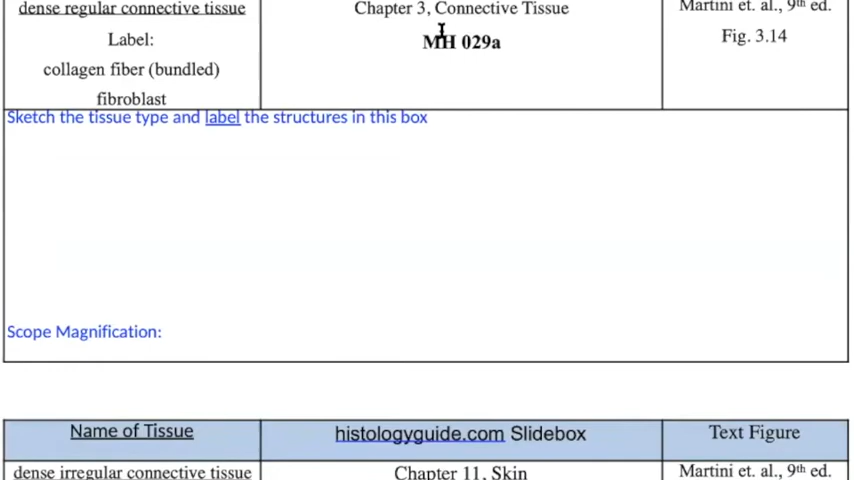 dense regular connective tissue
Chapter 3, Connective Tissue
Martini et. al., 9th ed.
Label:
MH 029a
Fig. 3.14
collagen fiber (bundled)
fibroblast
Sketch the tissue type and label the structures in this box
Scope Magnification:
Name of Tissue
histologyguide.com Slidebox
Text Figure
dense irregular connective tissue
Chapter 11, Skin
Martini et. al., 9th ed.